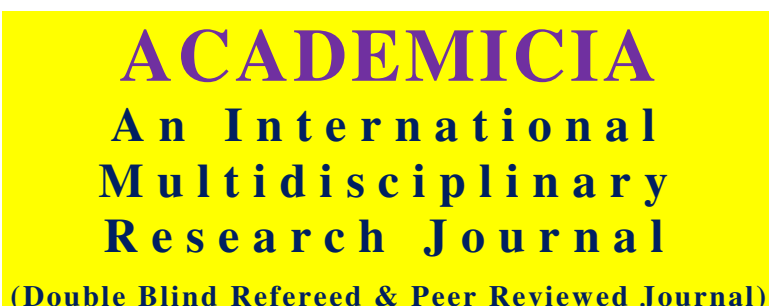 ACADEMICIA
An International
Multidisciplinary
Research Journal
(Double Blind Refereed & Peer Reviewed Journal)